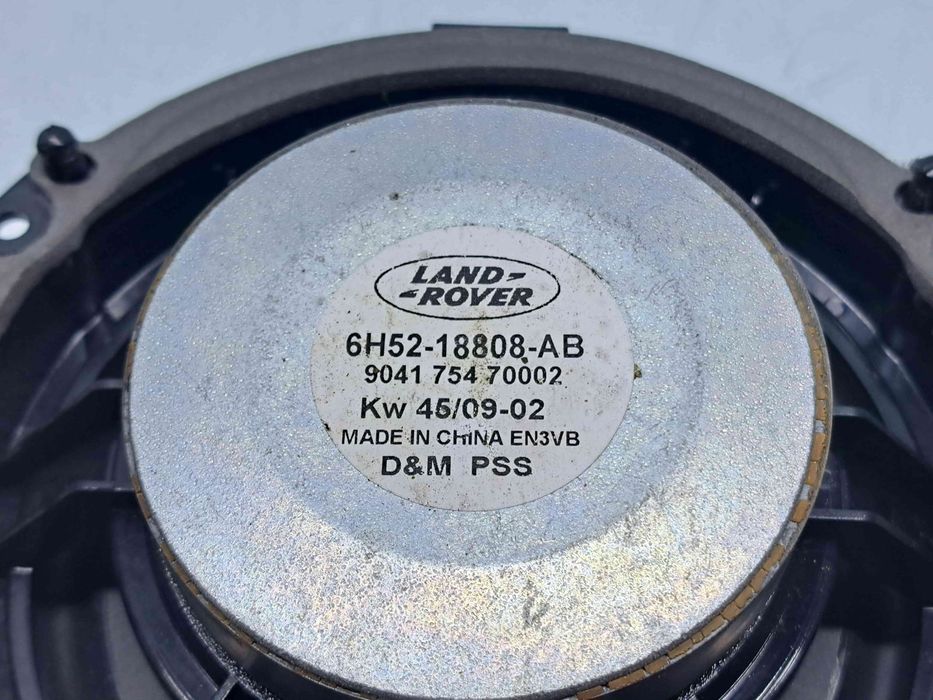 LAND-
-ROVER
6H52-18808-AB
9041 754 70002
Kw 45/09-02
MADE IN CHINA EN3VB
D&M PSS